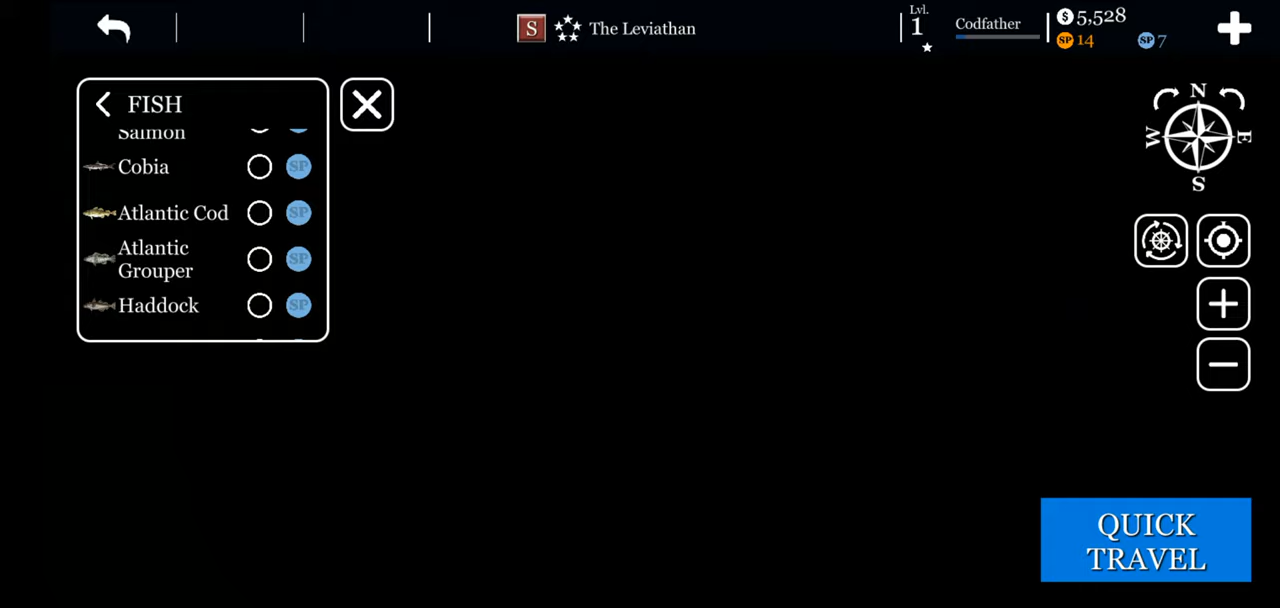 S The Leviathan
Lvl.
1
Codfather
$ 5,528
SP 14
SP 7
FISH
Salmon
Cobia SP
Atlantic Cod SP
Atlantic
Grouper SP
Haddock SP
N
W E
S
QUICK
TRAVEL